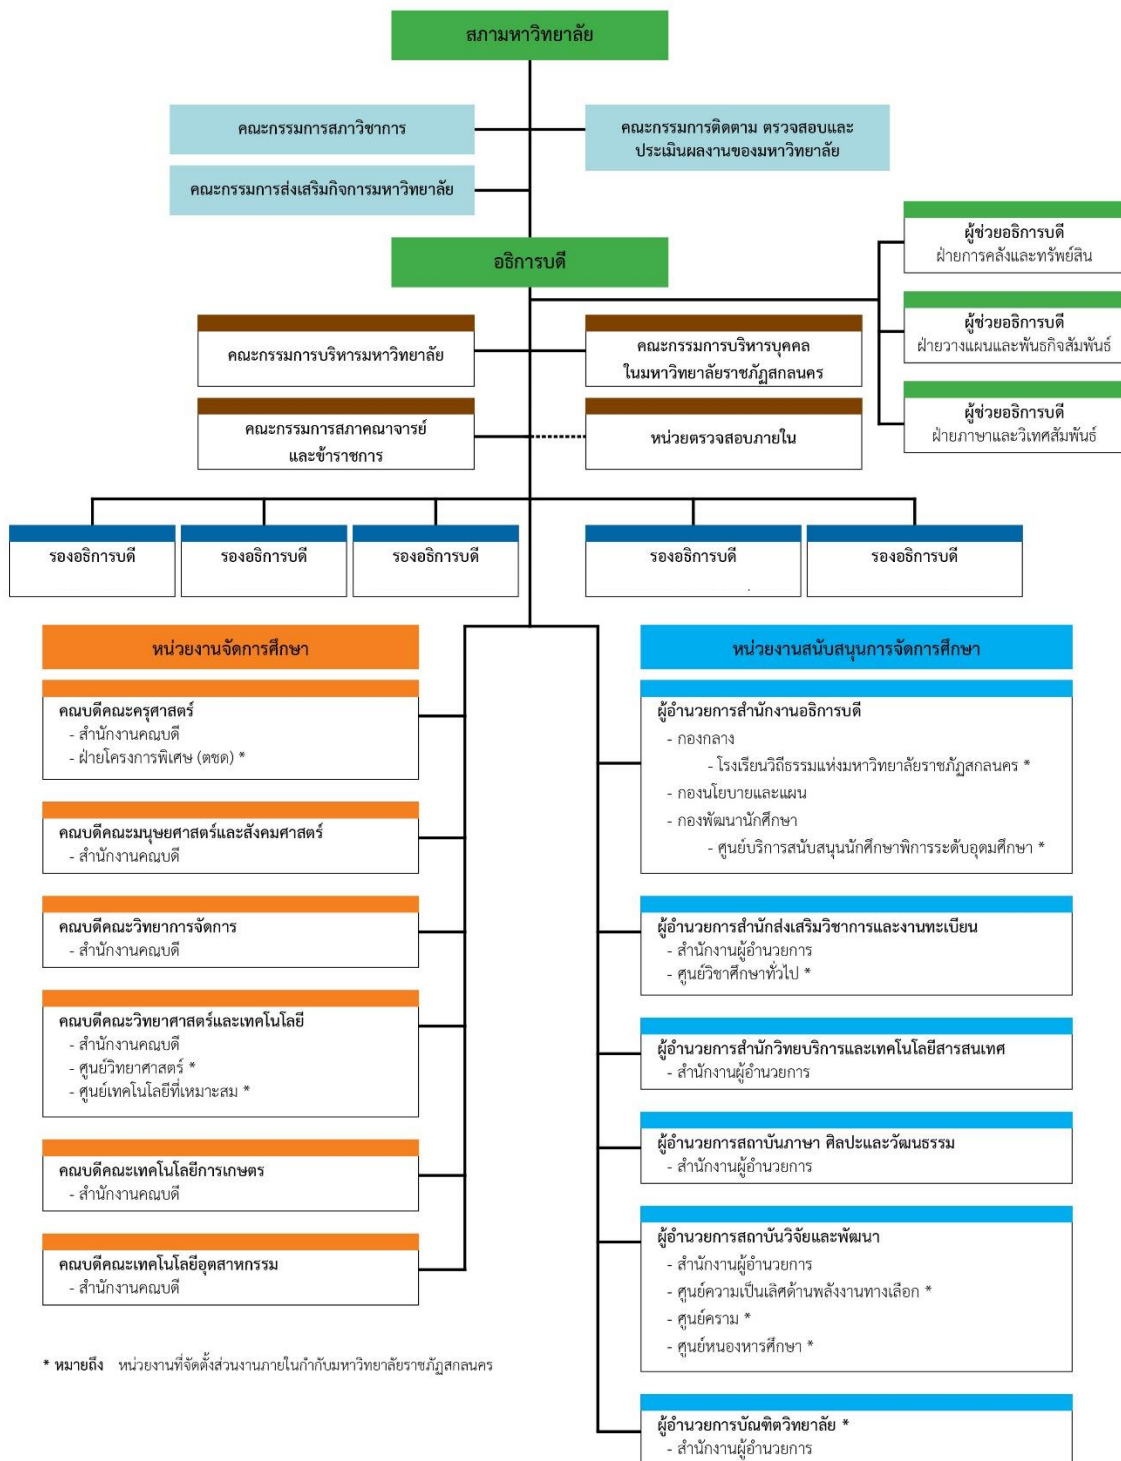 สภามหาวิทยาลัย
คณะกรรมการสภาวิชาการ
คณะกรรมการติดตาม ตรวจสอบและ
ประเมินผลงานของมหาวิทยาลัย
คณะกรรมการส่งเสริมกิจการมหาวิทยาลัย
อธิการบดี
ผู้ช่วยอธิการบดี
ฝ่ายการคลังและทรัพย์สิน
ผู้ช่วยอธิการบดี
ฝ่ายวางแผนและพันธกิจสัมพันธ์
ผู้ช่วยอธิการบดี
ฝ่ายภาษาและวิเทศสัมพันธ์
คณะกรรมการบริหารมหาวิทยาลัย
คณะกรรมการบริหารบุคคล
ในมหาวิทยาลัยราชภัฏสกลนคร
คณะกรรมการสภาคณาจารย์
และข้าราชการ
หน่วยตรวจสอบภายใน
รองอธิการบดี
รองอธิการบดี
รองอธิการบดี
รองอธิการบดี
รองอธิการบดี
หน่วยงานจัดการศึกษา
คณบดีคณะครุศาสตร์
- สำนักงานคณบดี
- ฝ่ายโครงการพิเศษ (ตชด) *
คณบดีคณะมนุษยศาสตร์และสังคมศาสตร์
- สำนักงานคณบดี
คณบดีคณะวิทยาการจัดการ
- สำนักงานคณบดี
คณบดีคณะวิทยาศาสตร์และเทคโนโลยี
- สำนักงานคณบดี
- ศูนย์วิทยาศาสตร์ *
- ศูนย์เทคโนโลยีที่เหมาะสม *
คณบดีคณะเทคโนโลยีการเกษตร
- สำนักงานคณบดี
คณบดีคณะเทคโนโลยีอุตสาหกรรม
- สำนักงานคณบดี
หน่วยงานสนับสนุนการจัดการศึกษา
ผู้อำนวยการสำนักงานอธิการบดี
- กองกลาง
- โรงเรียนวิถีธรรมแห่งมหาวิทยาลัยราชภัฏสกลนคร *
- กองนโยบายและแผน
- กองพัฒนานักศึกษา
- ศูนย์บริการสนับสนุนนักศึกษาพิการระดับอุดมศึกษา *
ผู้อำนวยการสำนักส่งเสริมวิชาการและงานทะเบียน
- สำนักงานผู้อำนวยการ
- ศูนย์วิชาศึกษาทั่วไป *
ผู้อำนวยการสำนักวิทยบริการและเทคโนโลยีสารสนเทศ
- สำนักงานผู้อำนวยการ
ผู้อำนวยการสถาบันภาษา ศิลปะและวัฒนธรรม
- สำนักงานผู้อำนวยการ
ผู้อำนวยการสถาบันวิจัยและพัฒนา
- สำนักงานผู้อำนวยการ
- ศูนย์ความเป็นเลิศด้านพลังงานทางเลือก *
- ศูนย์คราม *
- ศูนย์หนองหารศึกษา *
ผู้อำนวยการบัณฑิตวิทยาลัย *
- สำนักงานผู้อำนวยการ
* หมายถึง หน่วยงานที่จัดตั้งส่วนงานภายในกำกับมหาวิทยาลัยราชภัฏสกลนคร